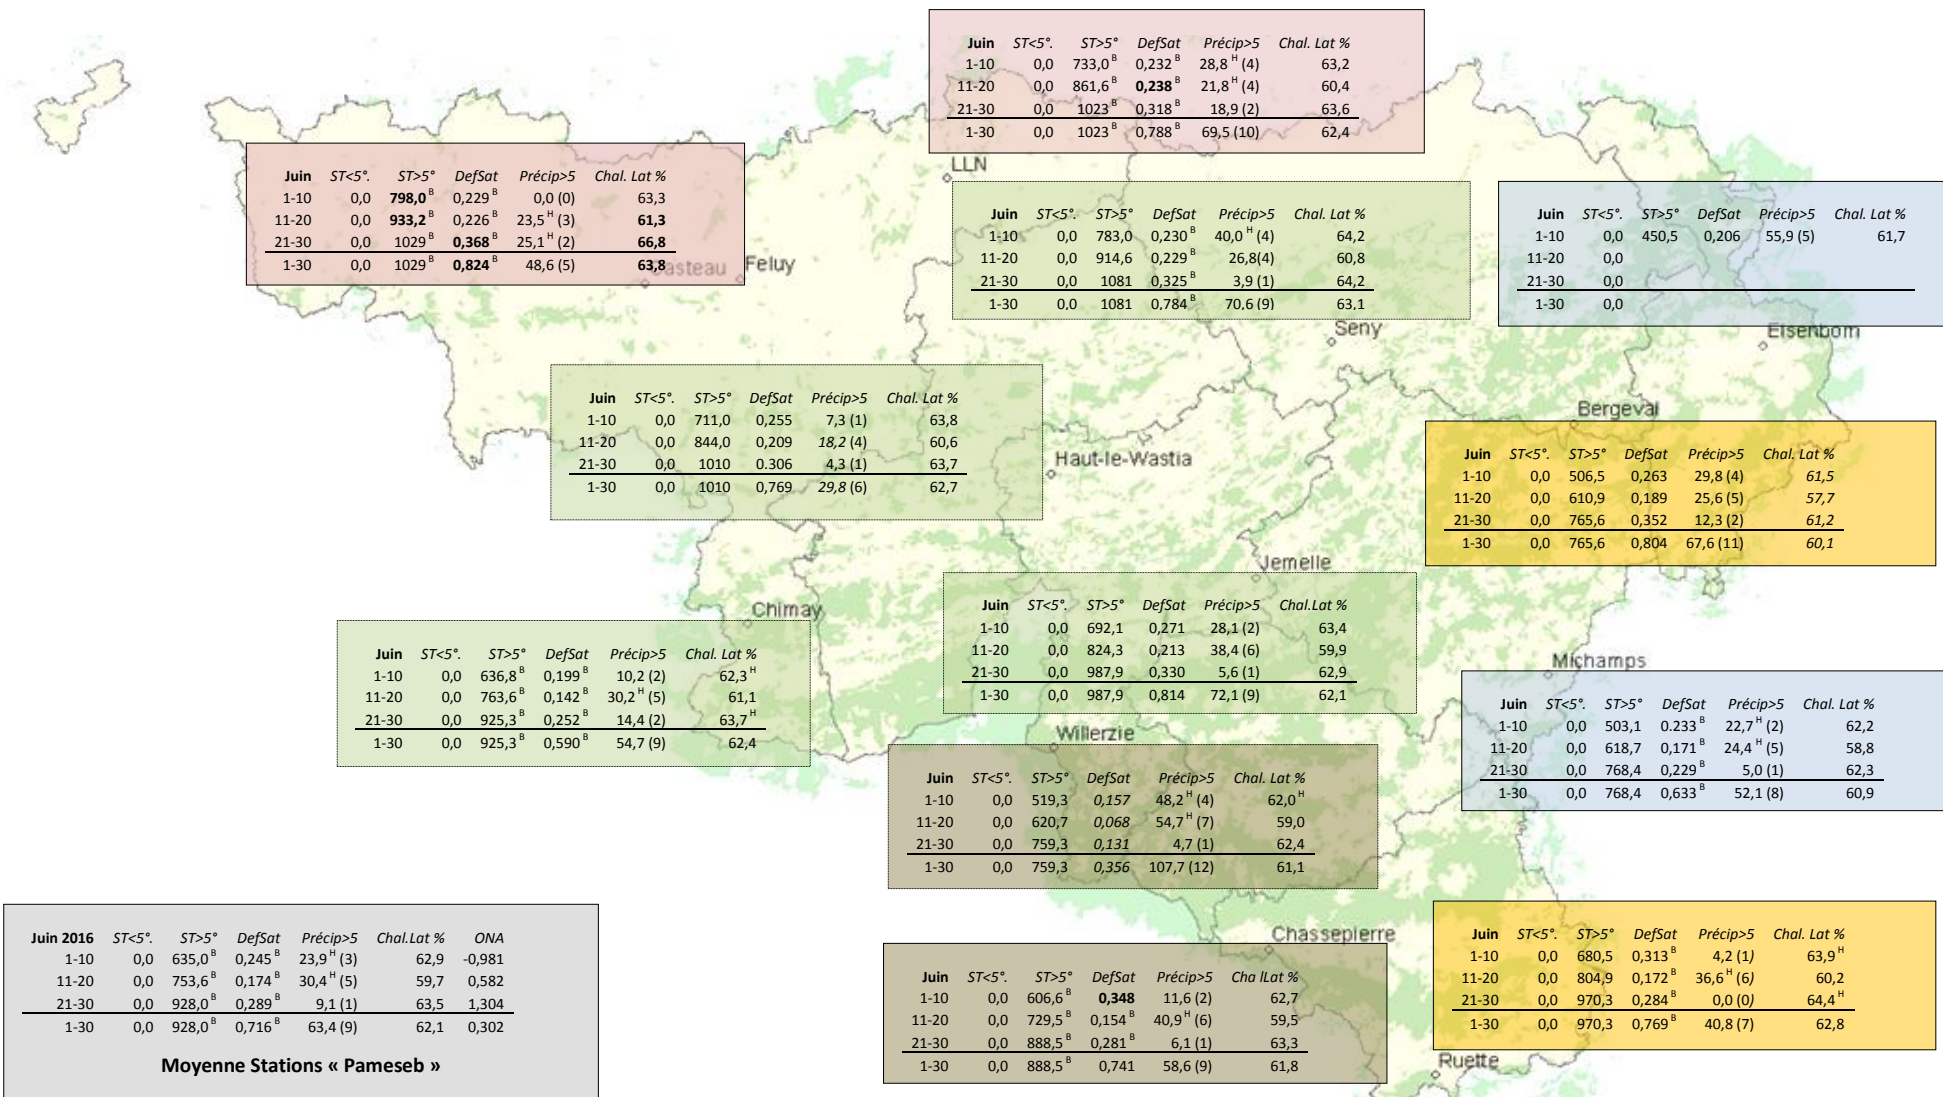 Juin ST<5°. ST>5° DefSat Précip>5 Chal. Lat %
1-10 0,0 733,0 B 0,232 B 28,8 H (4) 63,2
11-20 0,0 861,6 B 0,238 B 21,8 H (4) 60,4
21-30 0,0 1023 B 0,318 B 18,9 (2) 63,6
1-30 0,0 1023 B 0,788 B 69,5 (10) 62,4
LLN
Juin ST<5°. ST>5° DefSat Précip>5 Chal. Lat %
1-10 0,0 798,0 B 0,229 B 0,0 (0) 63,3
11-20 0,0 933,2 B 0,226 B 23,5 H (3) 61,3
21-30 0,0 1029 B 0,368 B 25,1 H (2) 66,8
1-30 0,0 1029 B 0,824 B 48,6 (5) 63,8
Casteau
Feluy
Juin ST<5°. ST>5° DefSat Précip>5 Chal. Lat %
1-10 0,0 783,0 0,230 B 40,0 H (4) 64,2
11-20 0,0 914,6 0,229 B 26,8(4) 60,8
21-30 0,0 1081 0,325 B 3,9 (1) 64,2
1-30 0,0 1081 0,784 B 70,6 (9) 63,1
Seny
Juin ST<5°. ST>5° DefSat Précip>5 Chal. Lat %
1-10 0,0 450,5 0,206 55,9 (5) 61,7
11-20 0,0
21-30 0,0
1-30 0,0
Elsenborn
Juin ST<5°. ST>5° DefSat Précip>5 Chal. Lat %
1-10 0,0 711,0 0,255 7,3 (1) 63,8
11-20 0,0 844,0 0,209 18,2 (4) 60,6
21-30 0,0 1010 0.306 4,3 (1) 63,7
1-30 0,0 1010 0,769 29,8 (6) 62,7
Haut-le-Wastia
Bergeval
Juin ST<5°. ST>5° DefSat Précip>5 Chal. Lat %
1-10 0,0 506,5 0,263 29,8 (4) 61,5
11-20 0,0 610,9 0,189 25,6 (5) 57,7
21-30 0,0 765,6 0,352 12,3 (2) 61,2
1-30 0,0 765,6 0,804 67,6 (11) 60,1
Jemelle
Juin ST<5°. ST>5° DefSat Précip>5 Chal.Lat %
1-10 0,0 692,1 0,271 28,1 (2) 63,4
11-20 0,0 824,3 0,213 38,4 (6) 59,9
21-30 0,0 987,9 0,330 5,6 (1) 62,9
1-30 0,0 987,9 0,814 72,1 (9) 62,1
Chimay
Juin ST<5°. ST>5° DefSat Précip>5 Chal. Lat %
1-10 0,0 636,8 B 0,199 B 10,2 (2) 62,3 H
11-20 0,0 763,6 B 0,142 B 30,2 H (5) 61,1
21-30 0,0 925,3 B 0,252 B 14,4 (2) 63,7 H
1-30 0,0 925,3 B 0,590 B 54,7 (9) 62,4
Michamps
Juin ST<5°. ST>5° DefSat Précip>5 Chal. Lat %
1-10 0,0 503,1 0.233 B 22,7 H (2) 62,2
11-20 0,0 618,7 0,171 B 24,4 H (5) 58,8
21-30 0,0 768,4 0,229 B 5,0 (1) 62,3
1-30 0,0 768,4 0,633 B 52,1 (8) 60,9
Willerzie
Juin ST<5°. ST>5° DefSat Précip>5 Chal. Lat %
1-10 0,0 519,3 0,157 48,2 H (4) 62,0 H
11-20 0,0 620,7 0,068 54,7 H (7) 59,0
21-30 0,0 759,3 0,131 4,7 (1) 62,4
1-30 0,0 759,3 0,356 107,7 (12) 61,1
Juin 2016 ST<5°. ST>5° DefSat Précip>5 Chal.Lat % ONA
1-10 0,0 635,0 B 0,245 B 23,9 H (3) 62,9 -0,981
11-20 0,0 753,6 B 0,174 B 30,4 H (5) 59,7 0,582
21-30 0,0 928,0 B 0,289 B 9,1 (1) 63,5 1,304
1-30 0,0 928,0 B 0,716 B 63,4 (9) 62,1 0,302
Moyenne Stations « Pameseb »
Chassepierre
Juin ST<5°. ST>5° DefSat Précip>5 Cha lLat %
1-10 0,0 606,6 B 0,348 11,6 (2) 62,7
11-20 0,0 729,5 B 0,154 B 40,9 H (6) 59,5
21-30 0,0 888,5 B 0,281 B 6,1 (1) 63,3
1-30 0,0 888,5 B 0,741 58,6 (9) 61,8
Juin ST<5°. ST>5° DefSat Précip>5 Chal. Lat %
1-10 0,0 680,5 0,313 B 4,2 (1) 63,9 H
11-20 0,0 804,9 0,172 B 36,6 H (6) 60,2
21-30 0,0 970,3 0,284 B 0,0 (0) 64,4 H
1-30 0,0 970,3 0,769 B 40,8 (7) 62,8
Ruette